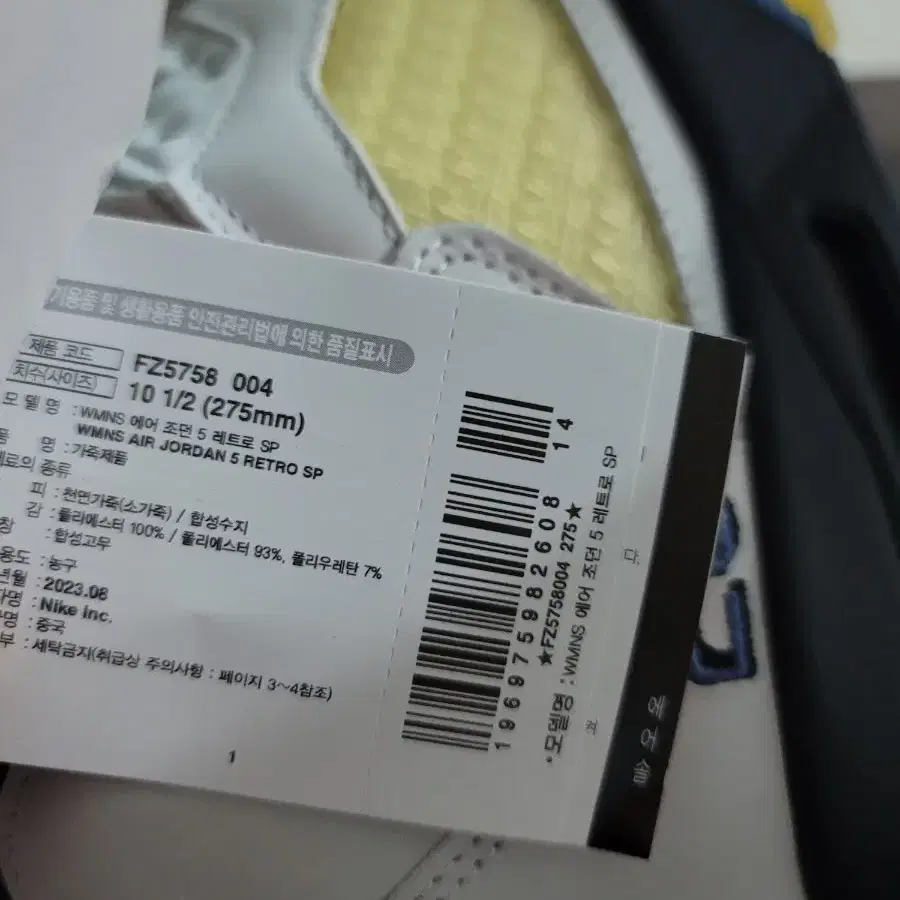 기용품 및 생활용품 안전관리법에 의한 품질표시
제품 코드 FZ5758 004
치수(사이즈) 10 1/2 (275mm)
모 델 명 : WMNS 에어 조던 5 레트로 SP
WMNS AIR JORDAN 5 RETRO SP
품 명 : 가죽제품
재료의 종류
피 : 천연가죽(소가죽) / 합성수지
감 : 폴리에스터 100% / 폴리에스터 93%, 폴리우레탄 7%
창 : 합성고무
용도 : 농구
년월 : 2023.08
자명 : Nike Inc.
명 : 중국
부 : 세탁금지(취급상 주의사항 : 페이지 3~4참조)
1
14
196975982608
★FZ5758004 275★
*모델명 : WMNS 에어 조던 5 레트로 SP
다.